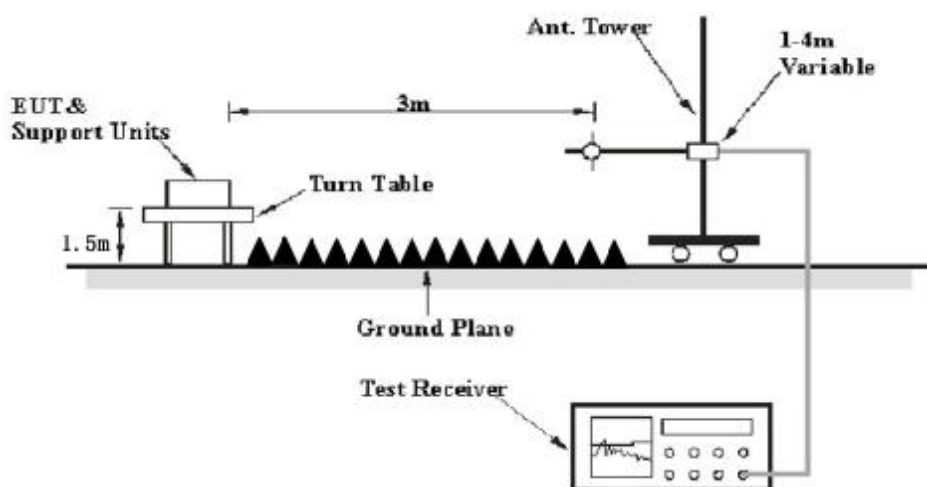 Ant. Tower
1-4m
Variable
3m
EUT&
Support Units
Turn Table
1.5m
Ground Plane
Test Receiver